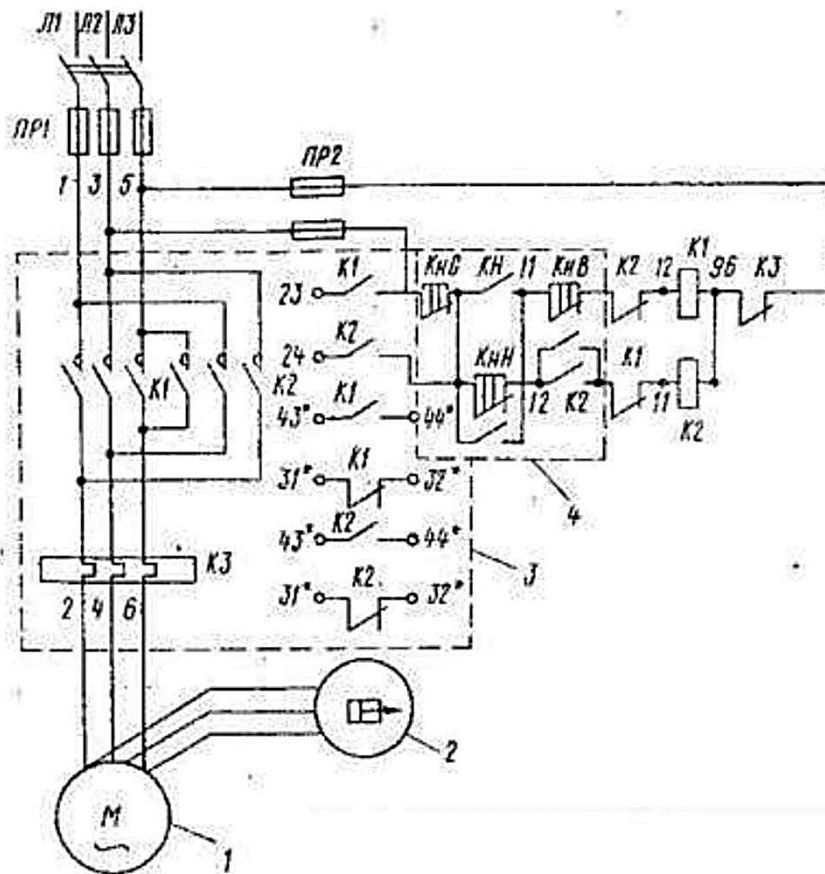 Л1 Л2 Л3
ПР1
ПР2
1 3 5
К1 КнС КН 11 КнВ К2 12 К1 96 К3
23
К2
24
КнН 12 К2 К1 11 К2
К1 К2
43* К1 44*
31* К1 32*
4
43* К2 44*
3
К3
31* К2 32*
2 4 6
2
М
1